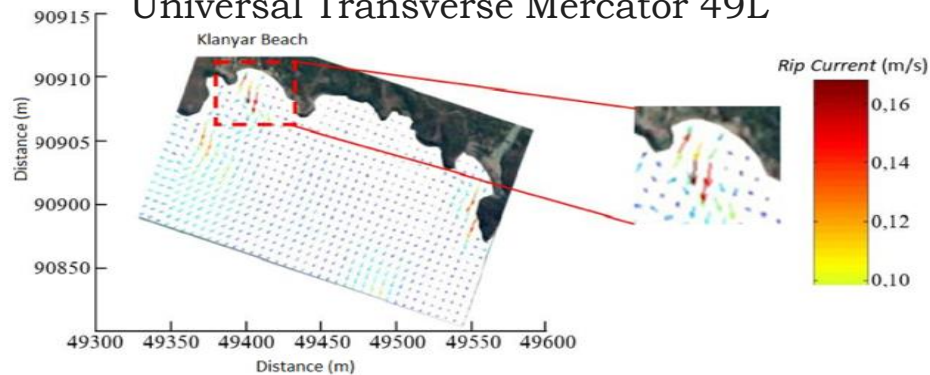 Universal Transverse Mercator 49L
Klanyar Beach
Rip Current (m/s)
0,16
0,14
0,12
0,10
Distance (m)
90915
90910
90905
90900
90850
49300 49350 49400 49450 49500 49550 49600
Distance (m)